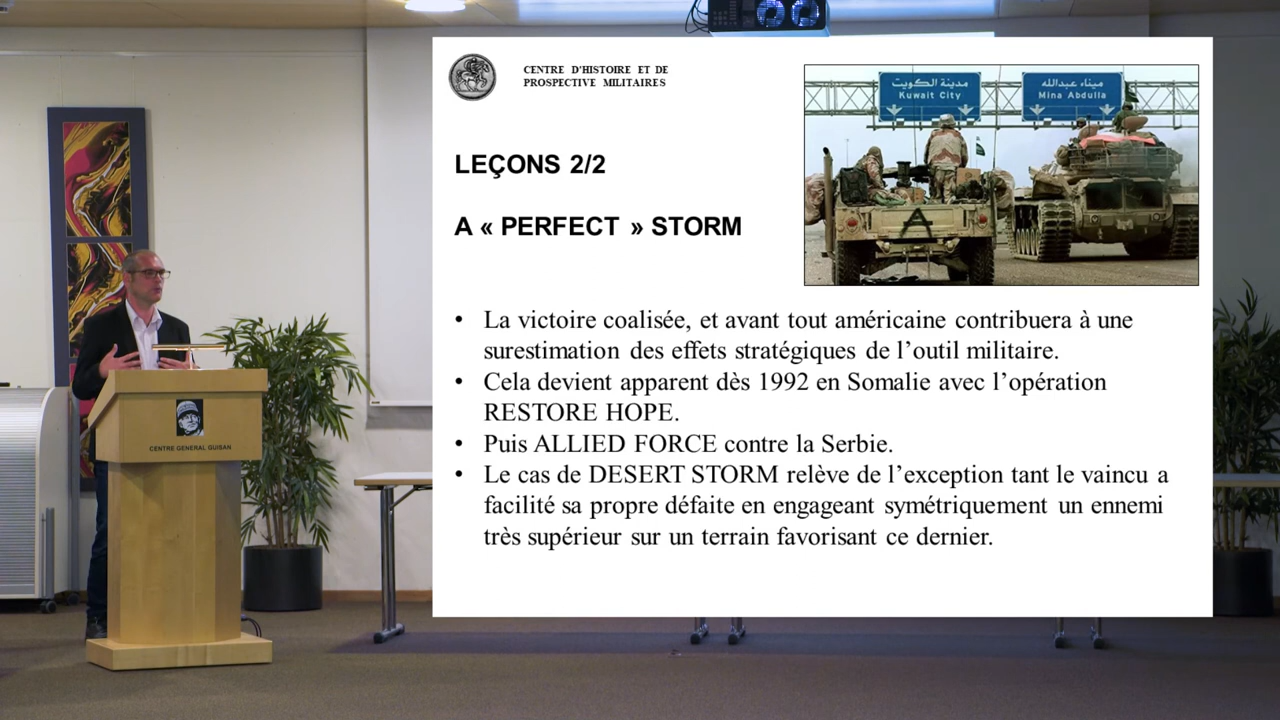 CENTRE D'HISTOIRE ET DE
PROSPECTIVE MILITAIRES
مدينة الكويت
Kuwait City
ميناء عبدالله
Mina Abdulla
LEÇONS 2/2
A « PERFECT » STORM
A
• La victoire coalisée, et avant tout américaine contribuera à une
surestimation des effets stratégiques de l’outil militaire.
• Cela devient apparent dès 1992 en Somalie avec l’opération
RESTORE HOPE.
• Puis ALLIED FORCE contre la Serbie.
• Le cas de DESERT STORM relève de l’exception tant le vaincu a
facilité sa propre défaite en engageant symétriquement un ennemi
très supérieur sur un terrain favorisant ce dernier.
CENTRE GENERAL GUISAN